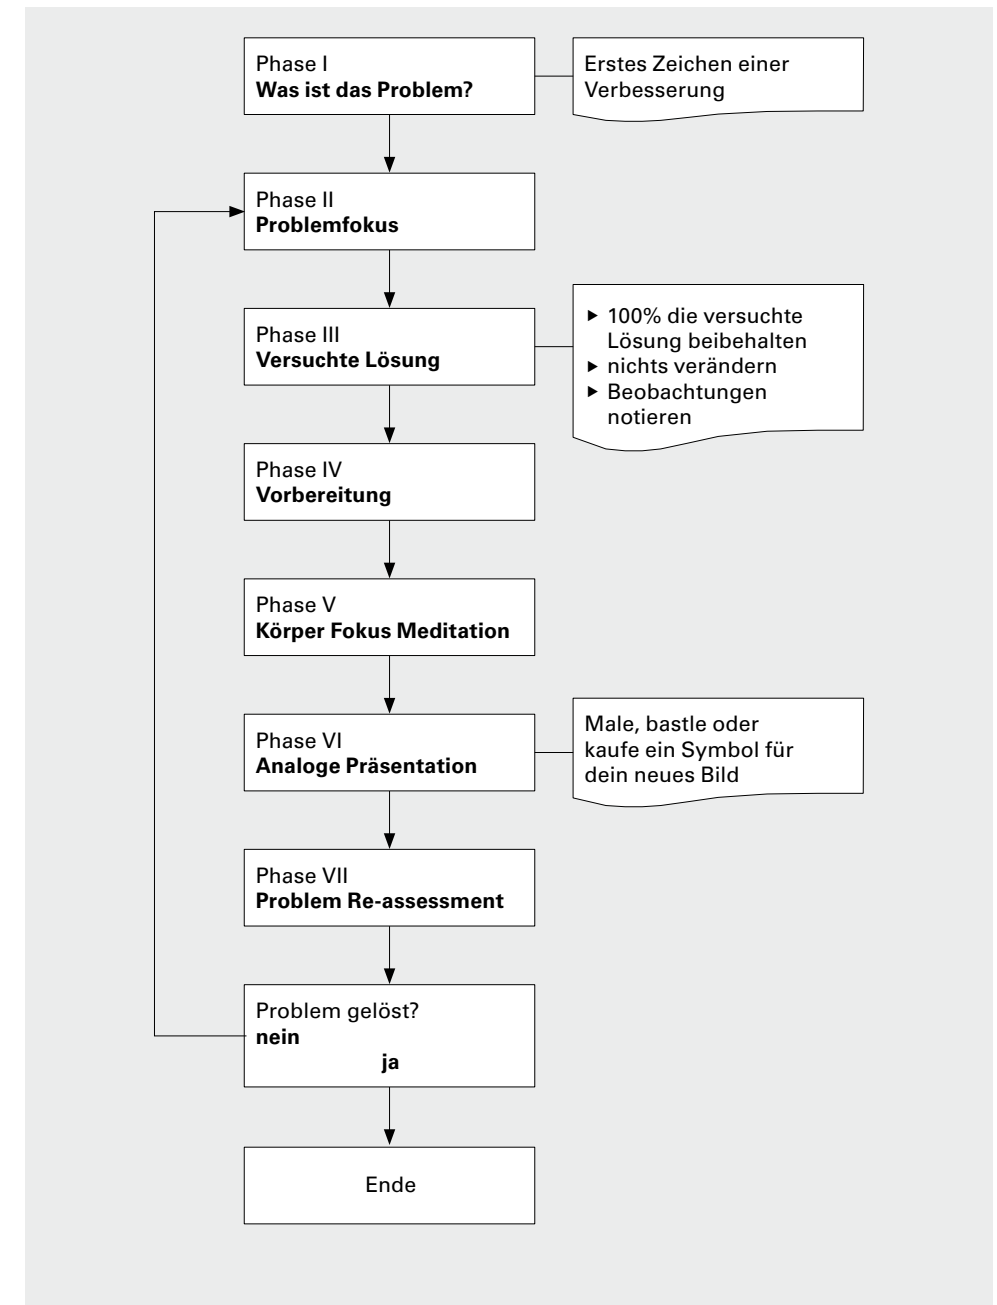 Phase I
Was ist das Problem?
Erstes Zeichen einer
Verbesserung
Phase II
Problemfokus
Phase III
Versuchte Lösung
▸ 100% die versuchte
Lösung beibehalten
▸ nichts verändern
▸ Beobachtungen
notieren
Phase IV
Vorbereitung
Phase V
Körper Fokus Meditation
Phase VI
Analoge Präsentation
Male, bastle oder
kaufe ein Symbol für
dein neues Bild
Phase VII
Problem Re-assessment
Problem gelöst?
nein
ja
Ende